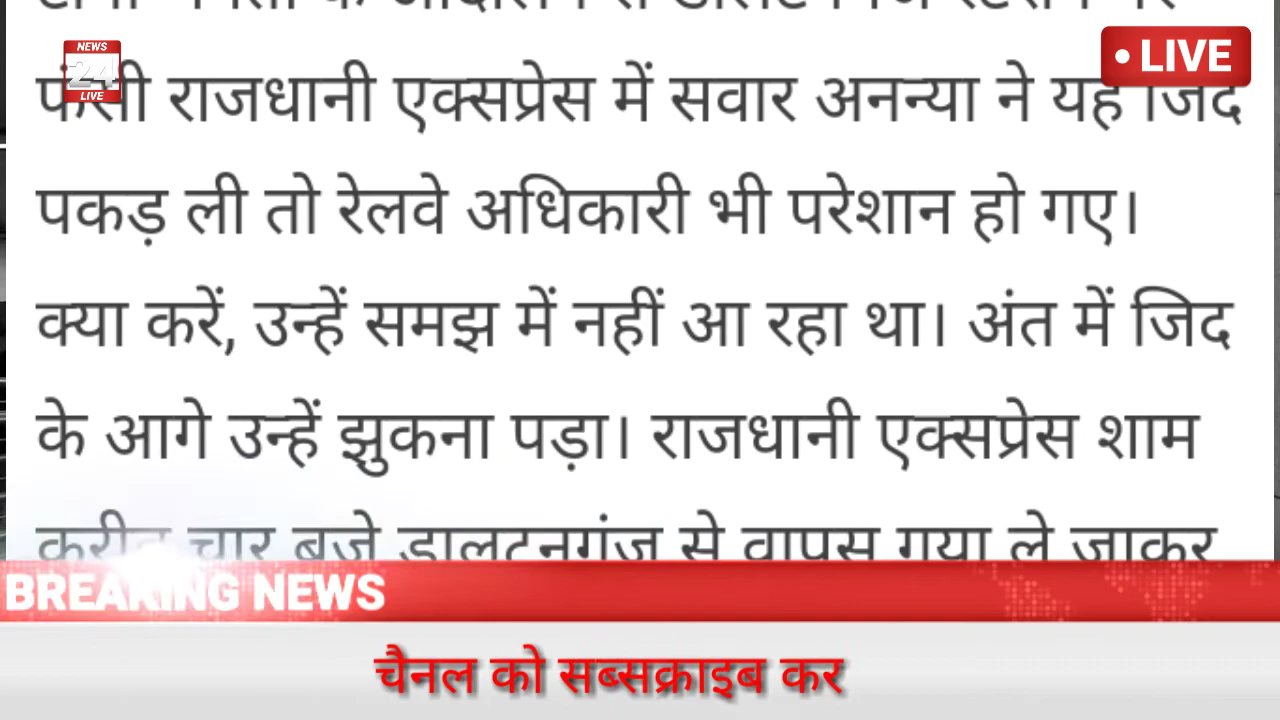 NEWS
24
LIVE
● LIVE
राजधानी एक्सप्रेस में सवार अनन्या ने यह जिद
पकड़ ली तो रेलवे अधिकारी भी परेशान हो गए।
क्या करें, उन्हें समझ में नहीं आ रहा था। अंत में जिद
के आगे उन्हें झुकना पड़ा। राजधानी एक्सप्रेस शाम
करीब चार बजे डालटनगंज से वापस गया ले जाकर
BREAKING NEWS
चैनल को सब्सक्राइब कर